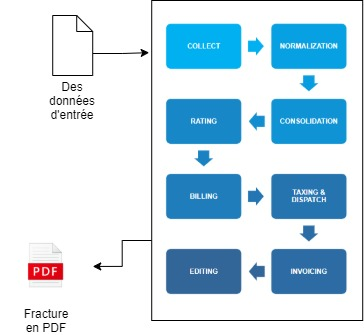 Des
données
d'entrée
COLLECT
NORMALIZATION
RATING
CONSOLIDATION
BILLING
TAXING &
DISPATCH
EDITING
INVOICING
PDF
Fracture
en PDF